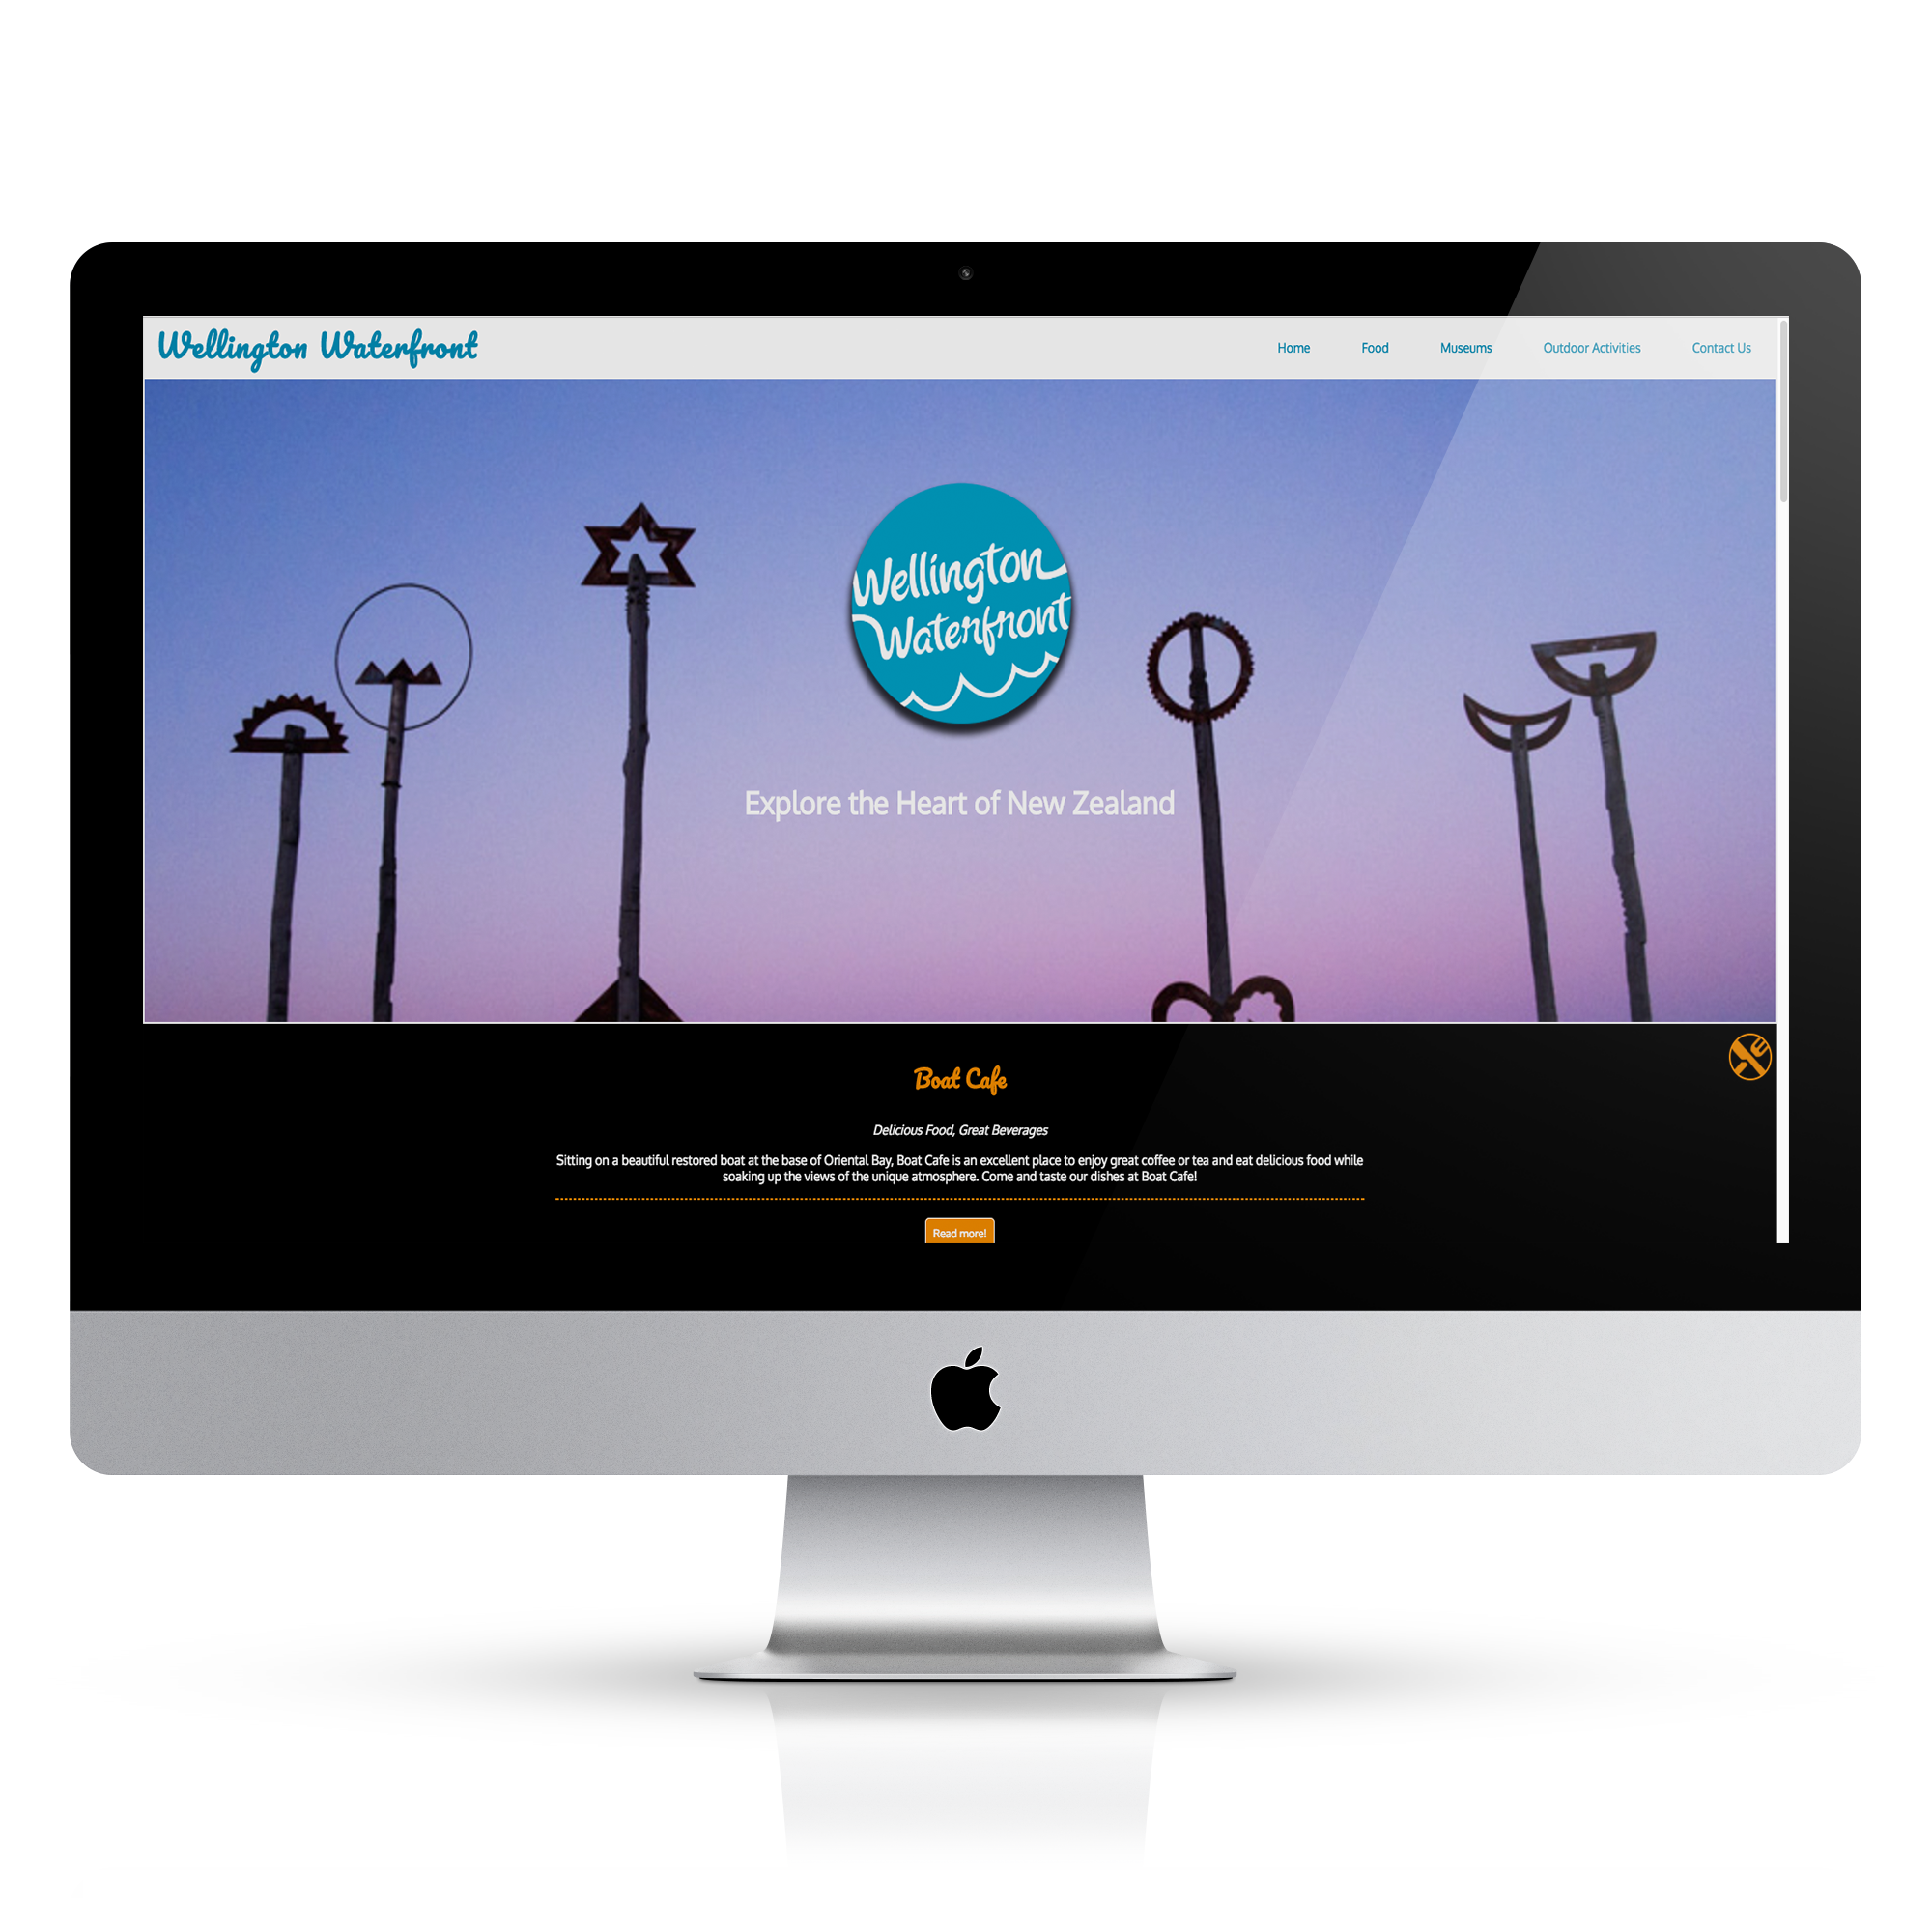 Wellington Waterfront
Home Food Museums Outdoor Activities Contact Us
Wellington
Waterfront
Explore the Heart of New Zealand
Boat Cafe
Delicious Food, Great Beverages
Sitting on a beautiful restored boat at the base of Oriental Bay, Boat Cafe is an excellent place to enjoy great coffee or tea and eat delicious food while
soaking up the views of the unique atmosphere. Come and taste our dishes at Boat Cafe!
Read more!